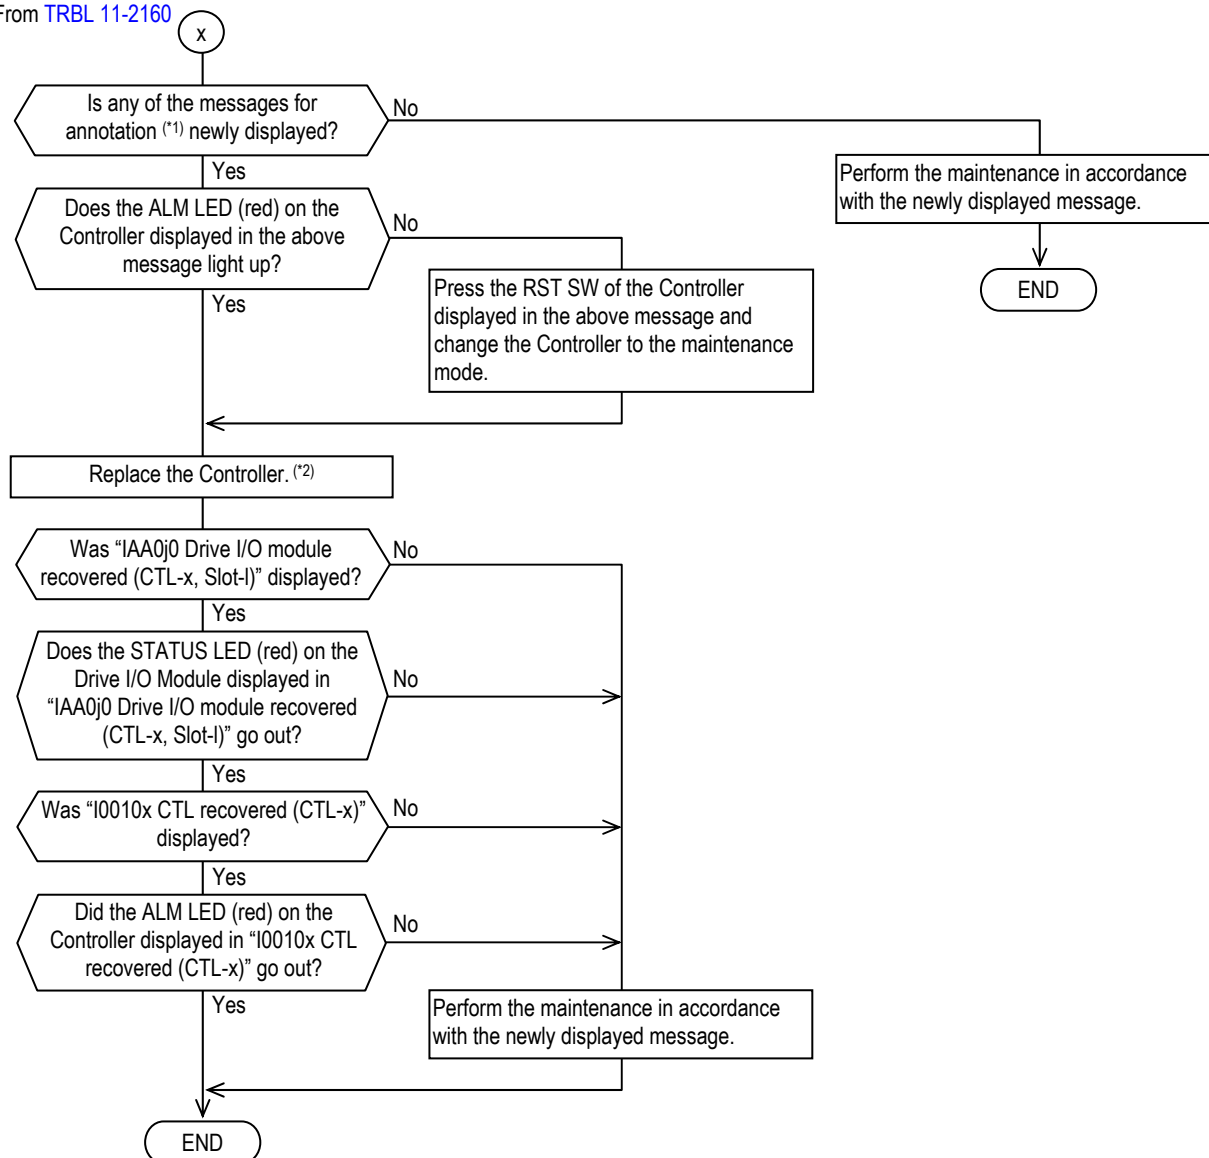 From TRBL 11-2160
x
Is any of the messages for
annotation (*1) newly displayed?
No
Yes
Perform the maintenance in accordance
with the newly displayed message.
END
Does the ALM LED (red) on the
Controller displayed in the above
message light up?
No
Yes
Press the RST SW of the Controller
displayed in the above message and
change the Controller to the maintenance
mode.
Replace the Controller. (*2)
Was “IAA0j0 Drive I/O module
recovered (CTL-x, Slot-l)” displayed?
No
Yes
Does the STATUS LED (red) on the
Drive I/O Module displayed in
“IAA0j0 Drive I/O module recovered
(CTL-x, Slot-l)” go out?
No
Yes
Was “I0010x CTL recovered (CTL-x)”
displayed?
No
Yes
Did the ALM LED (red) on the
Controller displayed in “I0010x CTL
recovered (CTL-x)” go out?
No
Yes
Perform the maintenance in accordance
with the newly displayed message.
END